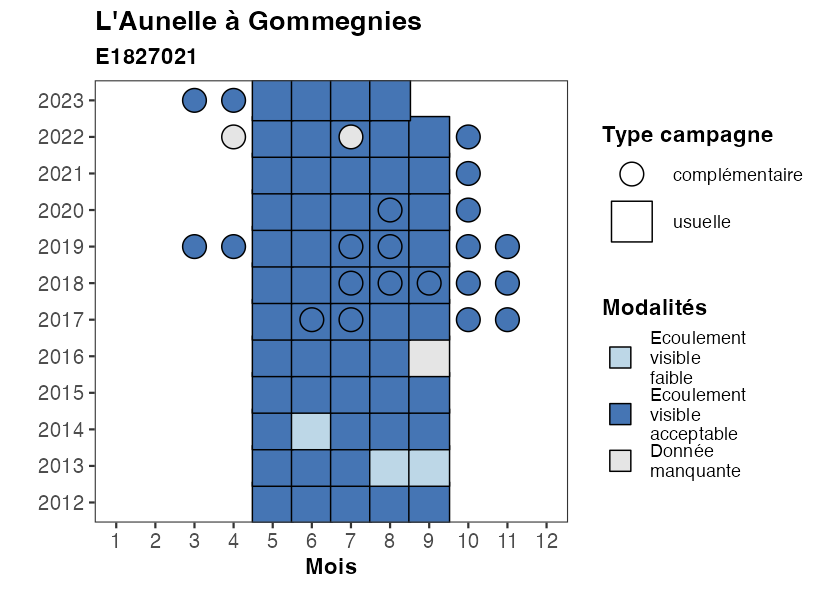 L'Aunelle à Gommegnies
E1827021
2023
2022
2021
2020
2019
2018
2017
2016
2015
2014
2013
2012
1 2 3 4 5 6 7 8 9 10 11 12
Mois
Type campagne
complémentaire
usuelle
Modalités
Ecoulement
visible
faible
Ecoulement
visible
acceptable
Donnée
manquante